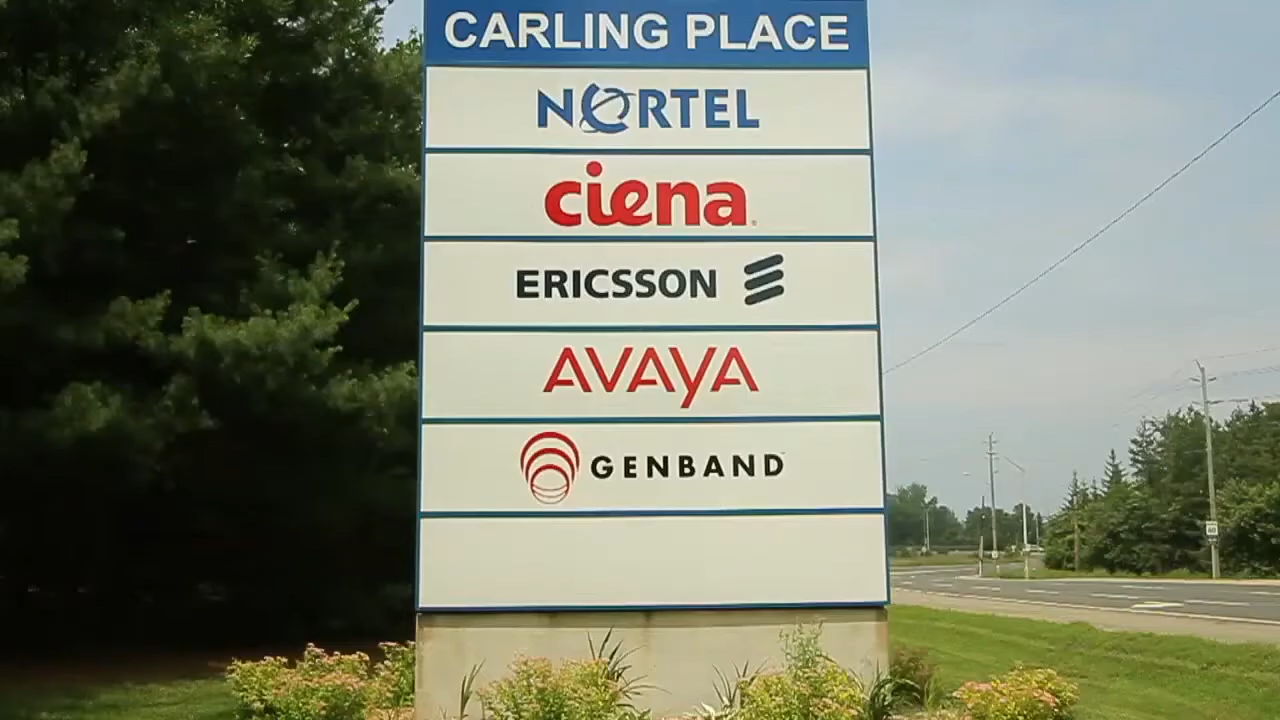 CARLING PLACE
NORTEL
ciena
ERICSSON
AVAYA
GENBAND